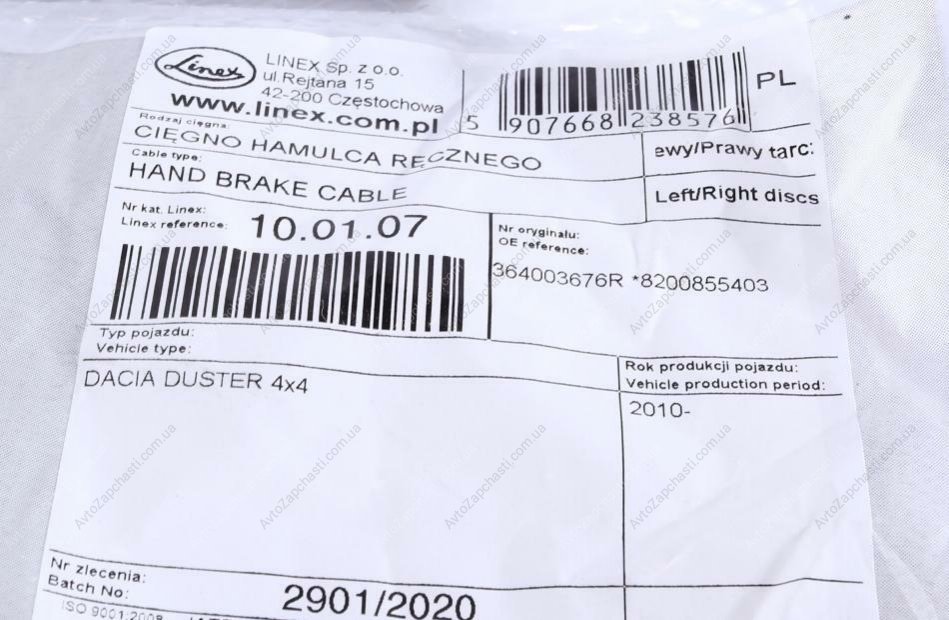 Linex
LINEX Sp. z o.o.
ul.Rejtana 15
42-200 Częstochowa
www.linex.com.pl
5 907668 238576
PL
Rodzaj cięgna:
CIĘGNO HAMULCA RĘCZNEGO
ewy/Prawy tarc:
Cable type:
HAND BRAKE CABLE
Left/Right discs
Nr kat. Linex:
Linex reference:
10.01.07
Nr oryginału:
OE reference:
364003676R *8200855403
Typ pojazdu:
Vehicle type:
DACIA DUSTER 4x4
Rok produkcji pojazdu:
Vehicle production period:
2010-
Nr zlecenia:
Batch No:
2901/2020
ISO 9001:2008
AvtoZapchasti.com.ua